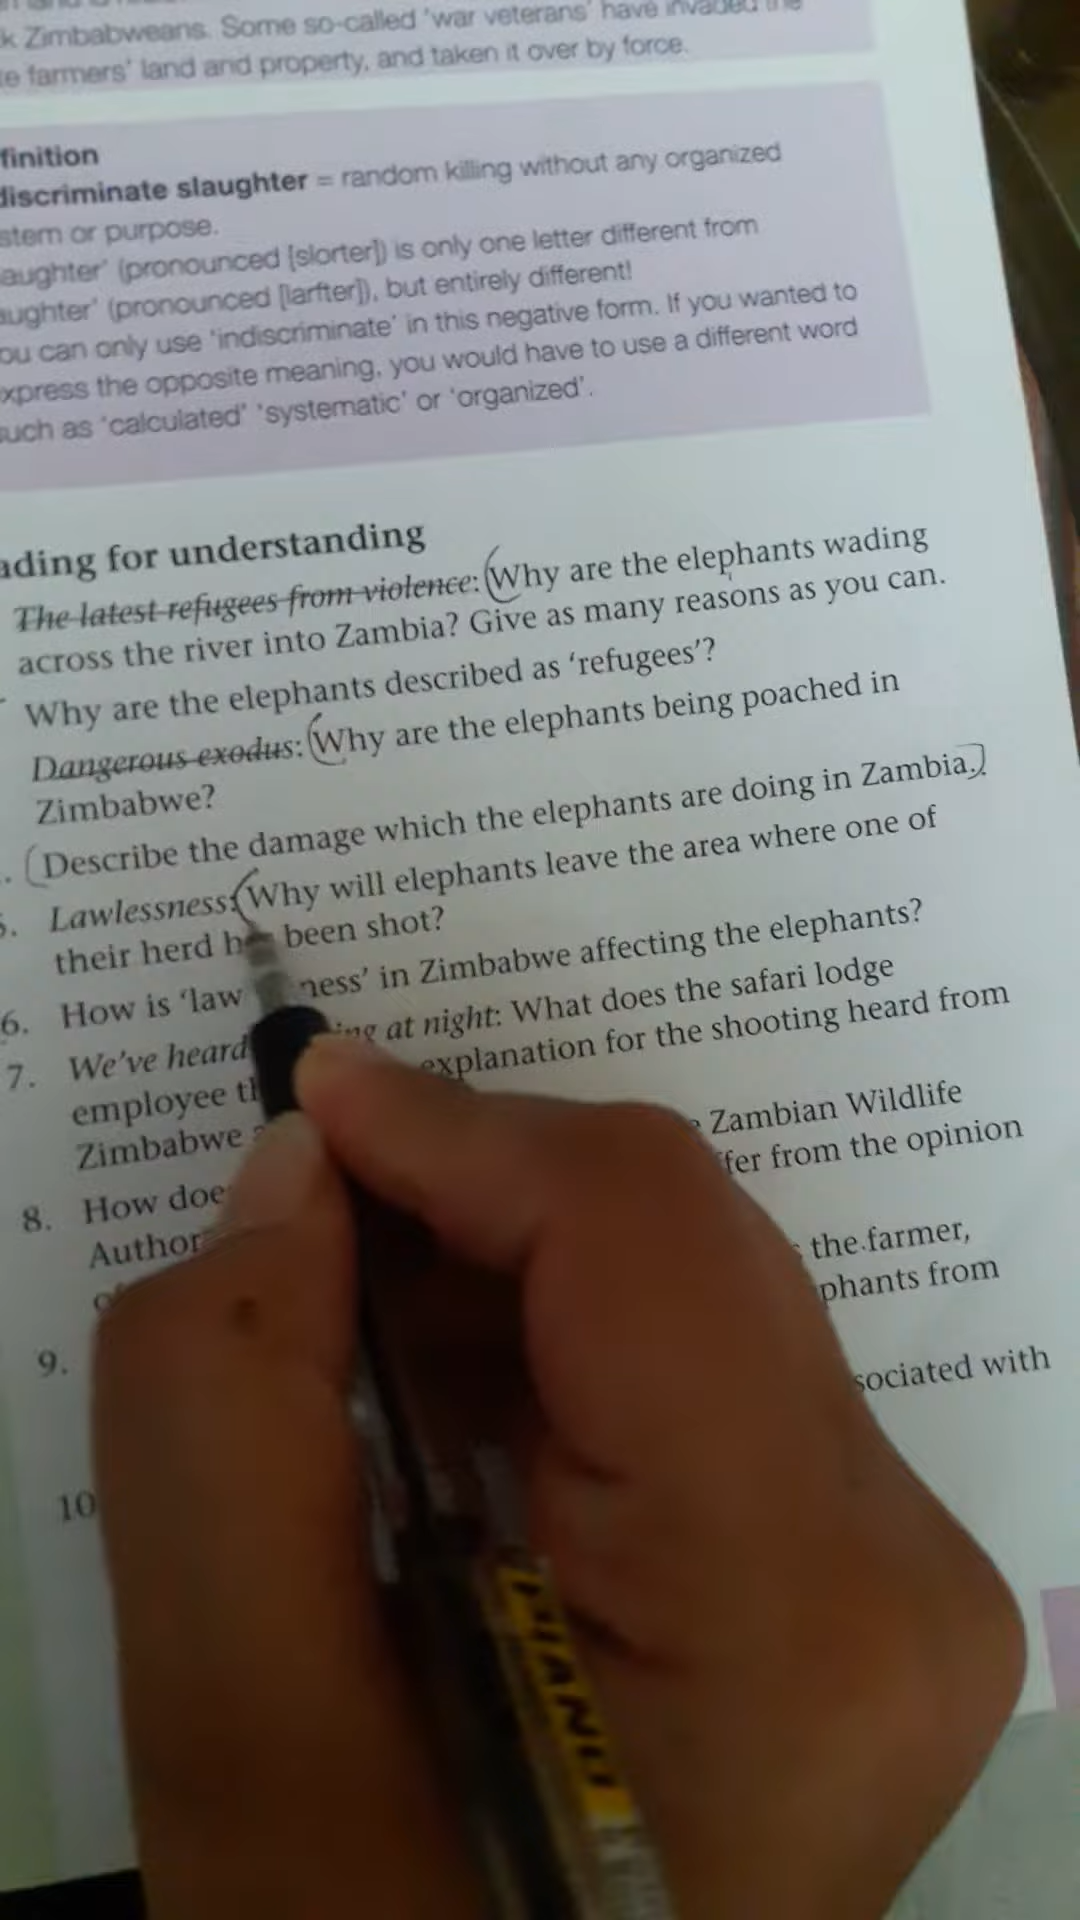 k Zimbabweans. Some so-called 'war veterans' have invaded the
te farmers' land and property, and taken it over by force.
finition
discriminate slaughter = random killing without any organized
stem or purpose.
aughter' (pronounced [slorter]) is only one letter different from
aughter' (pronounced [larfter]), but entirely different!
ou can only use 'indiscriminate' in this negative form. If you wanted to
xpress the opposite meaning, you would have to use a different word
such as 'calculated' 'systematic' or 'organized'.
ading for understanding
The latest refugees from violence: Why are the elephants wading
across the river into Zambia? Give as many reasons as you can.
Why are the elephants described as 'refugees'?
Dangerous exodus: Why are the elephants being poached in
Zimbabwe?
. Describe the damage which the elephants are doing in Zambia.
5. Lawlessness: Why will elephants leave the area where one of
their herd been shot?
6. How is 'law ness' in Zimbabwe affecting the elephants?
7. We've heard ing at night: What does the safari lodge
employee explanation for the shooting heard from
Zimbabwe
8. How doe Zambian Wildlife
Author fer from the opinion
9. the farmer,
phants from
10 sociated with